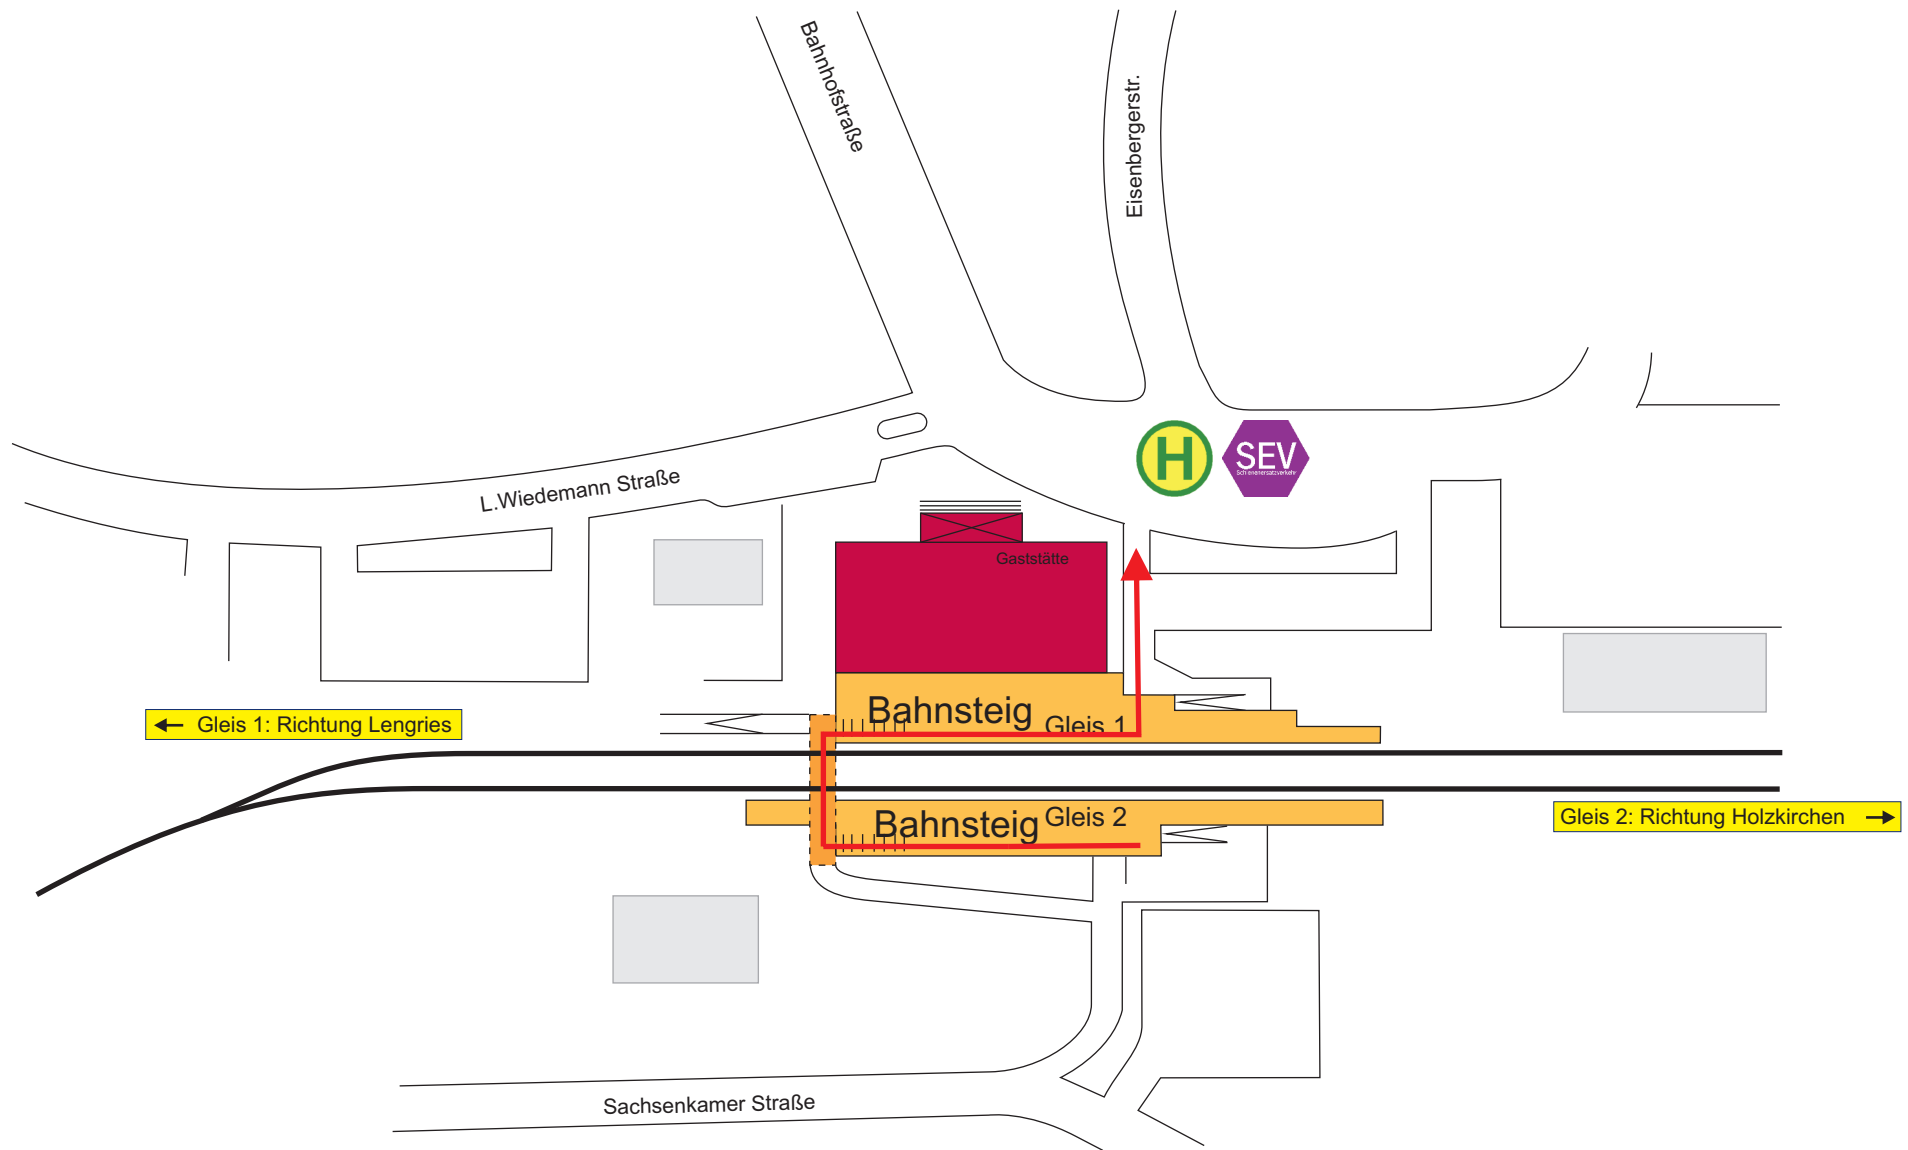 Bahnhofstraße
Eisenbergerstr.
H
SEV
Schienenersatzverkehr
L.Wiedemann Straße
Gaststätte
Bahnsteig Gleis 1
← Gleis 1: Richtung Lengries
Bahnsteig Gleis 2
Gleis 2: Richtung Holzkirchen →
Sachsenkamer Straße